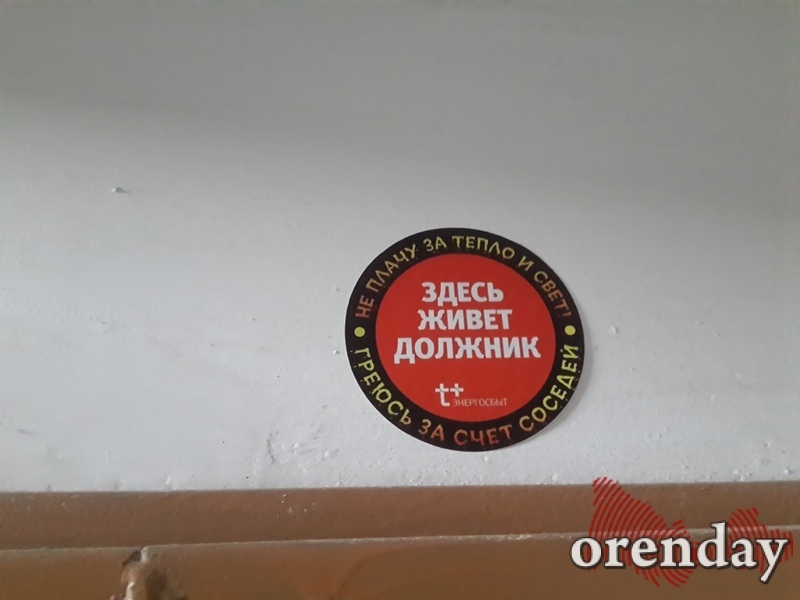 НЕ ПЛАЧУ ЗА ТЕПЛО И СВЕТ!
ЗДЕСЬ
ЖИВЕТ
ДОЛЖНИК
t+
ЭНЕРГОСБЫТ
ГРЕЮСЬ ЗА СЧЕТ СОСЕДЕЙ
orenday